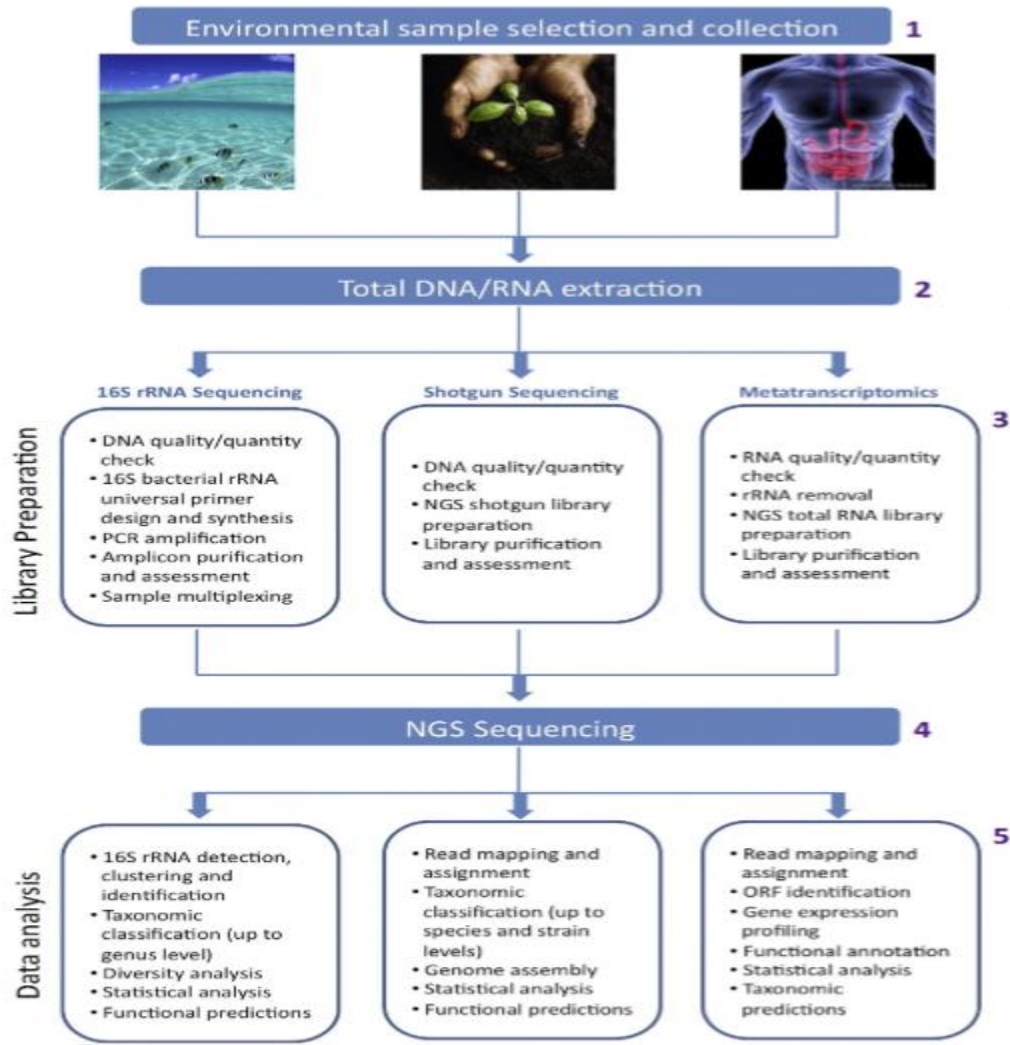 Environmental sample selection and collection 1
Total DNA/RNA extraction 2
16S rRNA Sequencing
Shotgun Sequencing
Metatranscriptomics
3
Library Preparation
• DNA quality/quantity
check
• 16S bacterial rRNA
universal primer
design and synthesis
• PCR amplification
• Amplicon purification
and assessment
• Sample multiplexing
• DNA quality/quantity
check
• NGS shotgun library
preparation
• Library purification
and assessment
• RNA quality/quantity
check
• rRNA removal
• NGS total RNA library
preparation
• Library purification
and assessment
NGS Sequencing 4
5
Data analysis
• 16S rRNA detection,
clustering and
identification
• Taxonomic
classification (up to
genus level)
• Diversity analysis
• Statistical analysis
• Functional predictions
• Read mapping and
assignment
• Taxonomic
classification (up to
species and strain
levels)
• Genome assembly
• Statistical analysis
• Functional predictions
• Read mapping and
assignment
• ORF identification
• Gene expression
profiling
• Functional annotation
• Statistical analysis
• Taxonomic
predictions